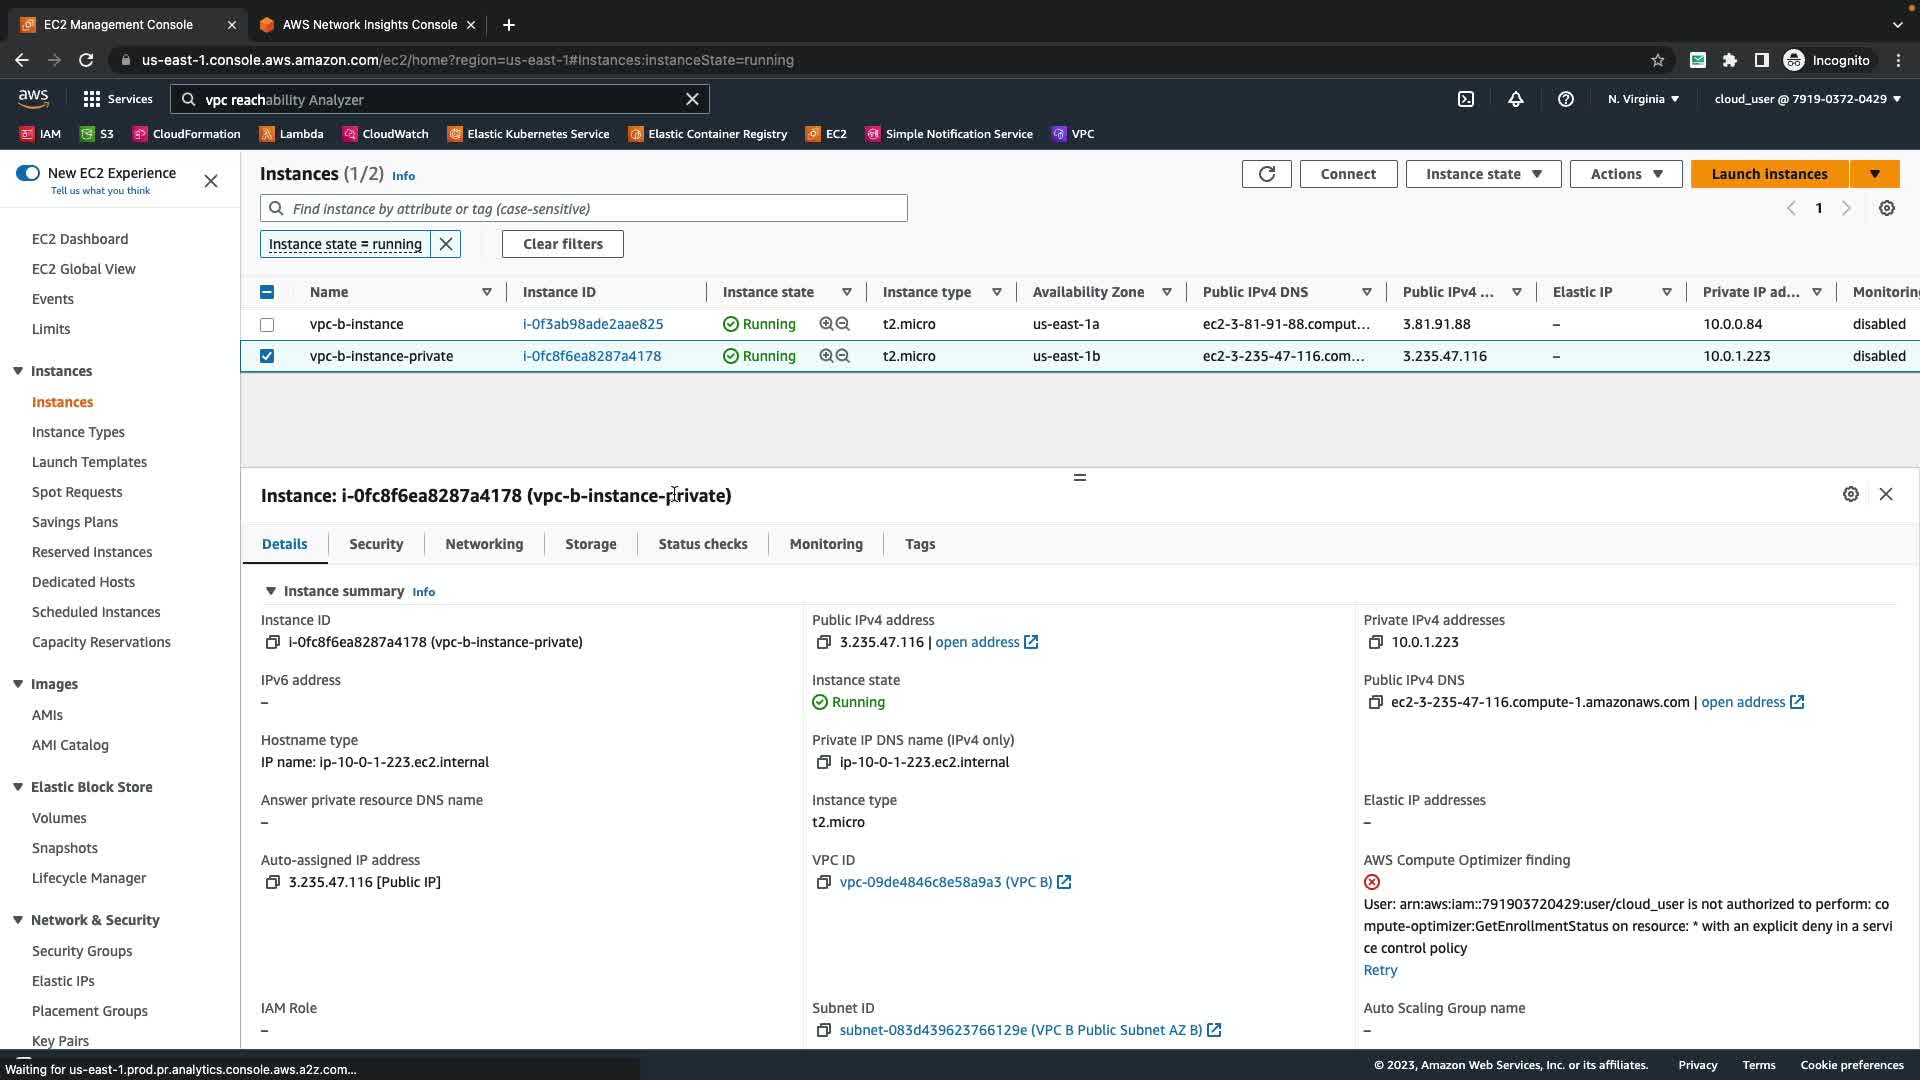 EC2 Management Console
AWS Network Insights Console
us-east-1.console.aws.amazon.com/ec2/home?region=us-east-1#Instances:instanceState=running
Incognito
aws
Services
vpc reachability Analyzer
N. Virginia
cloud_user @ 7919-0372-0429
IAM
S3
CloudFormation
Lambda
CloudWatch
Elastic Kubernetes Service
Elastic Container Registry
EC2
Simple Notification Service
VPC
New EC2 Experience
Tell us what you think
EC2 Dashboard
EC2 Global View
Events
Limits
Instances
Instances
Instance Types
Launch Templates
Spot Requests
Savings Plans
Reserved Instances
Dedicated Hosts
Scheduled Instances
Capacity Reservations
Images
AMIs
AMI Catalog
Elastic Block Store
Volumes
Snapshots
Lifecycle Manager
Network & Security
Security Groups
Elastic IPs
Placement Groups
Key Pairs
Instances (1/2) Info
Connect
Instance state
Actions
Launch instances
Find instance by attribute or tag (case-sensitive)
1
Instance state = running
Clear filters
Name Instance ID Instance state Instance type Availability Zone Public IPv4 DNS Public IPv4 ... Elastic IP Private IP ad... Monitoring
vpc-b-instance i-0f3ab98ade2aae825 Running t2.micro us-east-1a ec2-3-81-91-88.comput... 3.81.91.88 – 10.0.0.84 disabled
vpc-b-instance-private i-0fc8f6ea8287a4178 Running t2.micro us-east-1b ec2-3-235-47-116.com... 3.235.47.116 – 10.0.1.223 disabled
Instance: i-0fc8f6ea8287a4178 (vpc-b-instance-private)
Details Security Networking Storage Status checks Monitoring Tags
Instance summary Info
Instance ID
i-0fc8f6ea8287a4178 (vpc-b-instance-private)
Public IPv4 address
3.235.47.116 | open address
Private IPv4 addresses
10.0.1.223
IPv6 address
–
Instance state
Running
Public IPv4 DNS
ec2-3-235-47-116.compute-1.amazonaws.com | open address
Hostname type
IP name: ip-10-0-1-223.ec2.internal
Private IP DNS name (IPv4 only)
ip-10-0-1-223.ec2.internal
Answer private resource DNS name
–
Instance type
t2.micro
Elastic IP addresses
–
Auto-assigned IP address
3.235.47.116 [Public IP]
VPC ID
vpc-09de4846c8e58a9a3 (VPC B)
AWS Compute Optimizer finding
User: arn:aws:iam::791903720429:user/cloud_user is not authorized to perform: co
mpute-optimizer:GetEnrollmentStatus on resource: * with an explicit deny in a servi
ce control policy
Retry
IAM Role
–
Subnet ID
subnet-083d439623766129e (VPC B Public Subnet AZ B)
Auto Scaling Group name
–
Waiting for us-east-1.prod.pr.analytics.console.aws.a2z.com...
© 2023, Amazon Web Services, Inc. or its affiliates.
Privacy
Terms
Cookie preferences